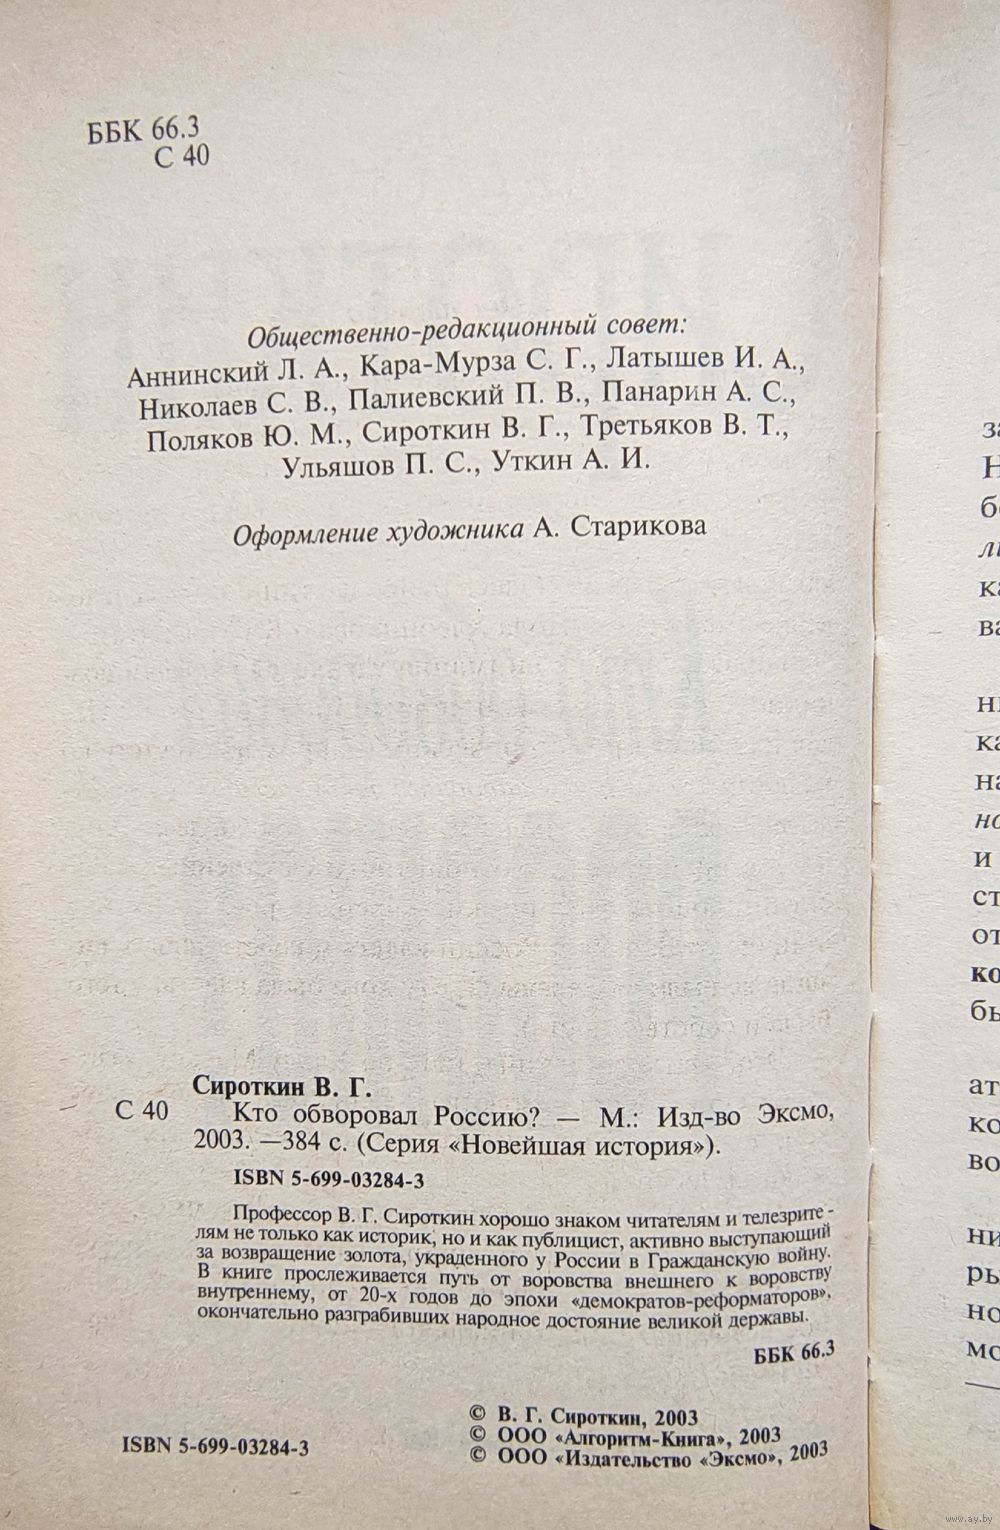 ББК 66.3
С 40
Общественно-редакционный совет:
Аннинский Л. А., Кара-Мурза С. Г., Латышев И. А.,
Николаев С. В., Палиевский П. В., Панарин А. С.,
Поляков Ю. М., Сироткин В. Г., Третьяков В. Т.,
Ульяшов П. С., Уткин А. И.
Оформление художника А. Старикова
Сироткин В. Г.
С 40 Кто обворовал Россию? — М.: Изд-во Эксмо,
2003. —384 с. (Серия «Новейшая история»).
ISBN 5-699-03284-3
Профессор В. Г. Сироткин хорошо знаком читателям и телезрите-
лям не только как историк, но и как публицист, активно выступающий
за возвращение золота, украденного у России в Гражданскую войну.
В книге прослеживается путь от воровства внешнего к воровству
внутреннему, от 20-х годов до эпохи «демократов-реформаторов»,
окончательно разграбивших народное достояние великой державы.
ББК 66.3
© В. Г. Сироткин, 2003
© ООО «Алгоритм-Книга», 2003
ISBN 5-699-03284-3
© ООО «Издательство «Эксмо», 2003
www.ay.by